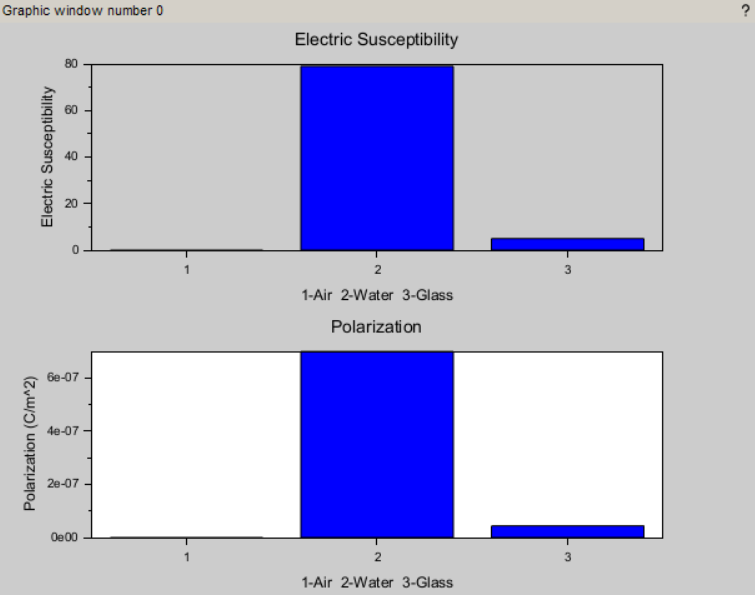 Graphic window number 0 ?
Electric Susceptibility
Electric Susceptibility
80
60
40
20
0
1 2 3
1-Air 2-Water 3-Glass
Polarization
Polarization (C/m^2)
6e-07
4e-07
2e-07
0e00
1 2 3
1-Air 2-Water 3-Glass